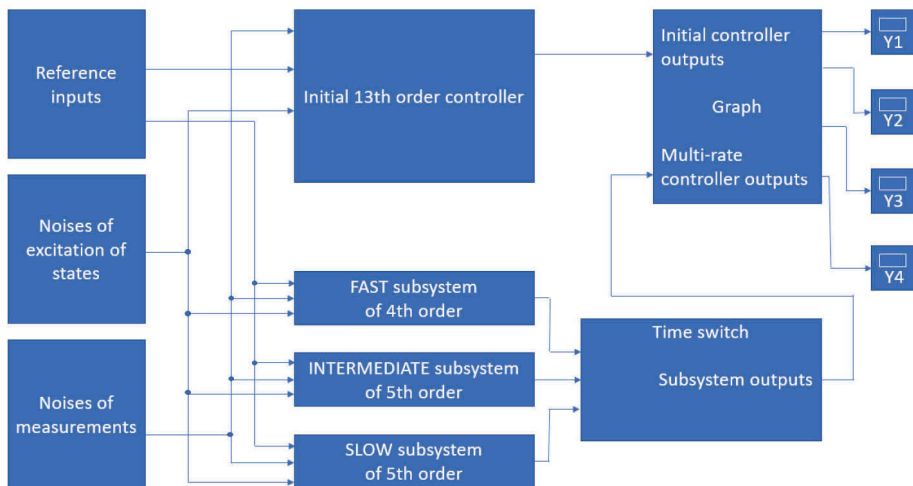 Reference
inputs
Noises of
excitation of
states
Noises of
measurements
Initial 13th order controller
FAST subsystem
of 4th order
INTERMEDIATE subsystem
of 5th order
SLOW subsystem
of 5th order
Time switch
Subsystem outputs
Initial controller
outputs
Graph
Multi-rate
controller outputs
Y1
Y2
Y3
Y4